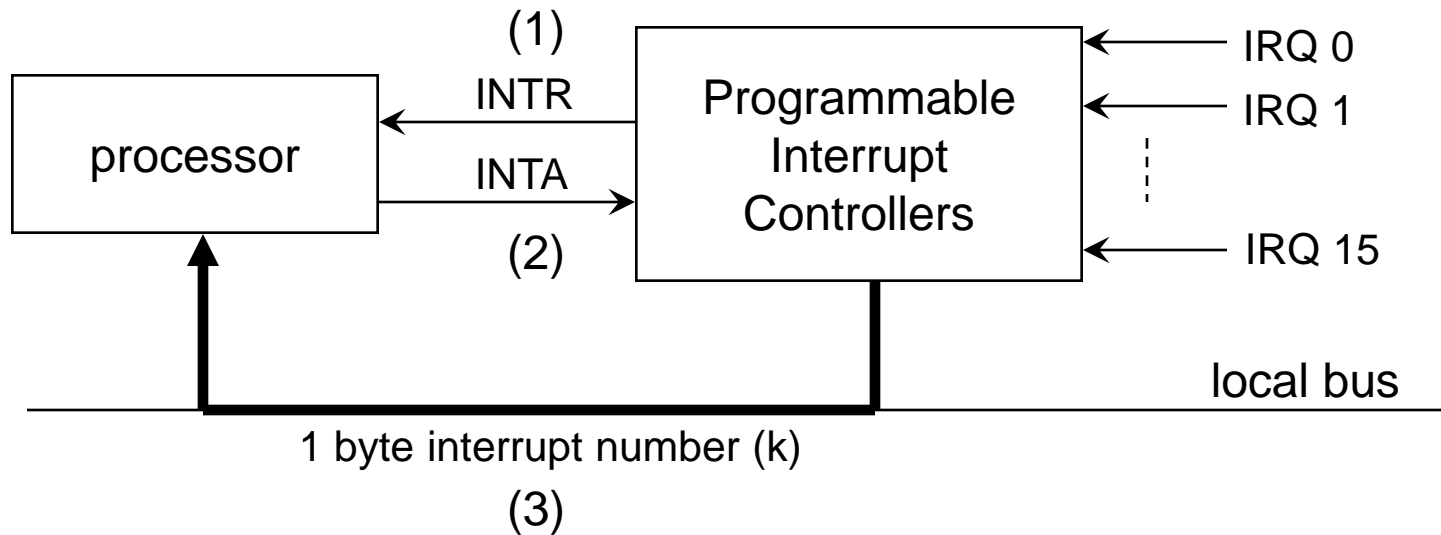 (1)
IRQ 0
INTR
Programmable
Interrupt
Controllers
IRQ 1
processor
INTA
(2)
IRQ 15
local bus
1 byte interrupt number (k)
(3)